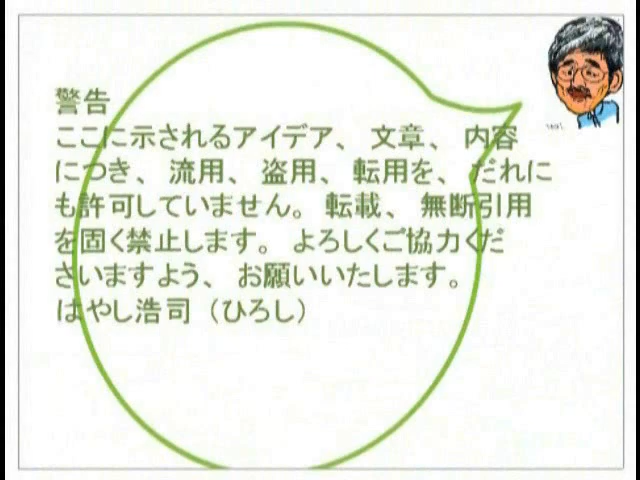 警告
ここに示されるアイデア、 文章、 内容
につき、 流用、 盗用、 転用を、 だれに
も許可していません。 転載、 無断引用
を固く禁止します。 よろしくご協力くだ
さいますよう、 お願いいたします。
はやし浩司（ひろし）